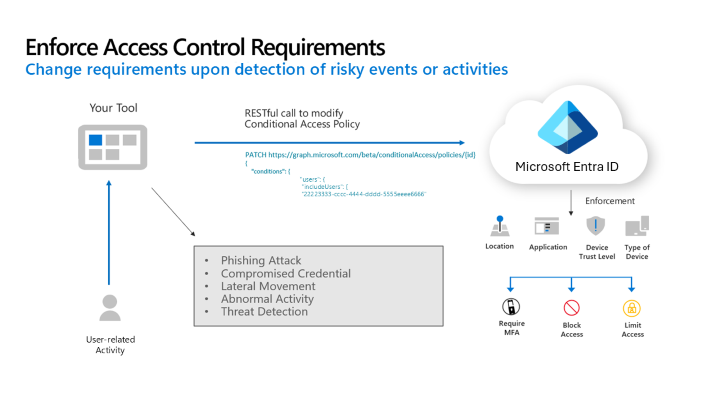 Enforce Access Control Requirements
Change requirements upon detection of risky events or activities
Your Tool
RESTful call to modify
Conditional Access Policy
PATCH https://graph.microsoft.com/beta/conditionalAccess/policies/{id}
{
"conditions": {
"users": {
"includeUsers": {
"22223333-cccc-4444-dddd-5555eeee6666"
Microsoft Entra ID
Enforcement
Location
Application
Device
Trust Level
Type of
Device
• Phishing Attack
• Compromised Credential
• Lateral Movement
• Abnormal Activity
• Threat Detection
User-related
Activity
Require
MFA
Block
Access
Limit
Access